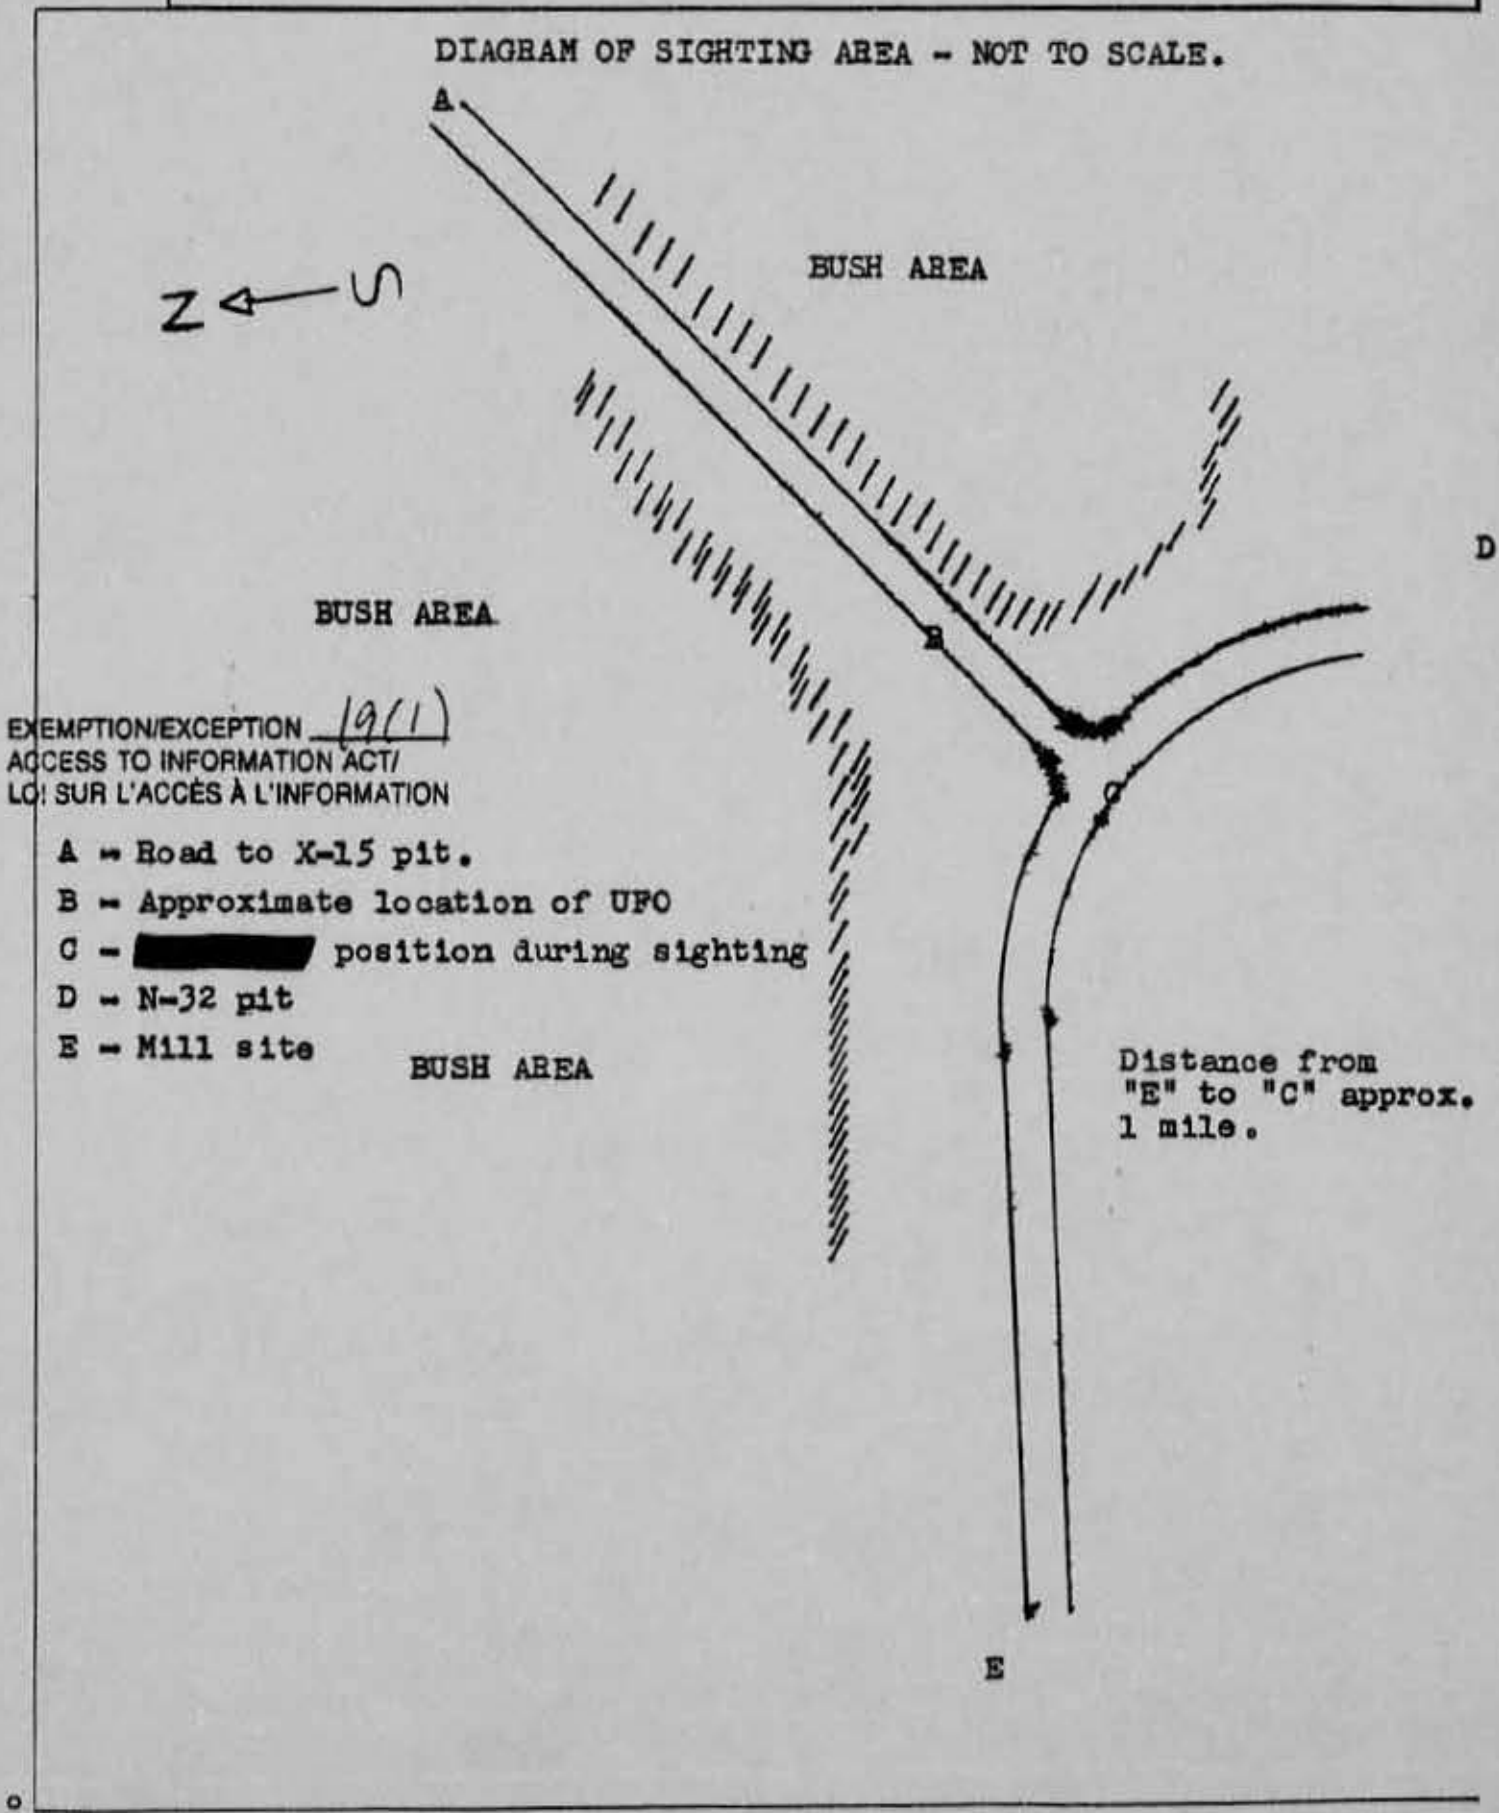 DIAGRAM OF SIGHTING AREA - NOT TO SCALE.
A
BUSH AREA
N S
D
BUSH AREA
B
EXEMPTION/EXCEPTION 19(1)
ACCESS TO INFORMATION ACT/
LOI SUR L'ACCÈS À L'INFORMATION
C
A - Road to X-15 pit.
B - Approximate location of UFO
C - position during sighting
D - N-32 pit
E - Mill site
BUSH AREA
Distance from
"E" to "C" approx.
1 mile.
E